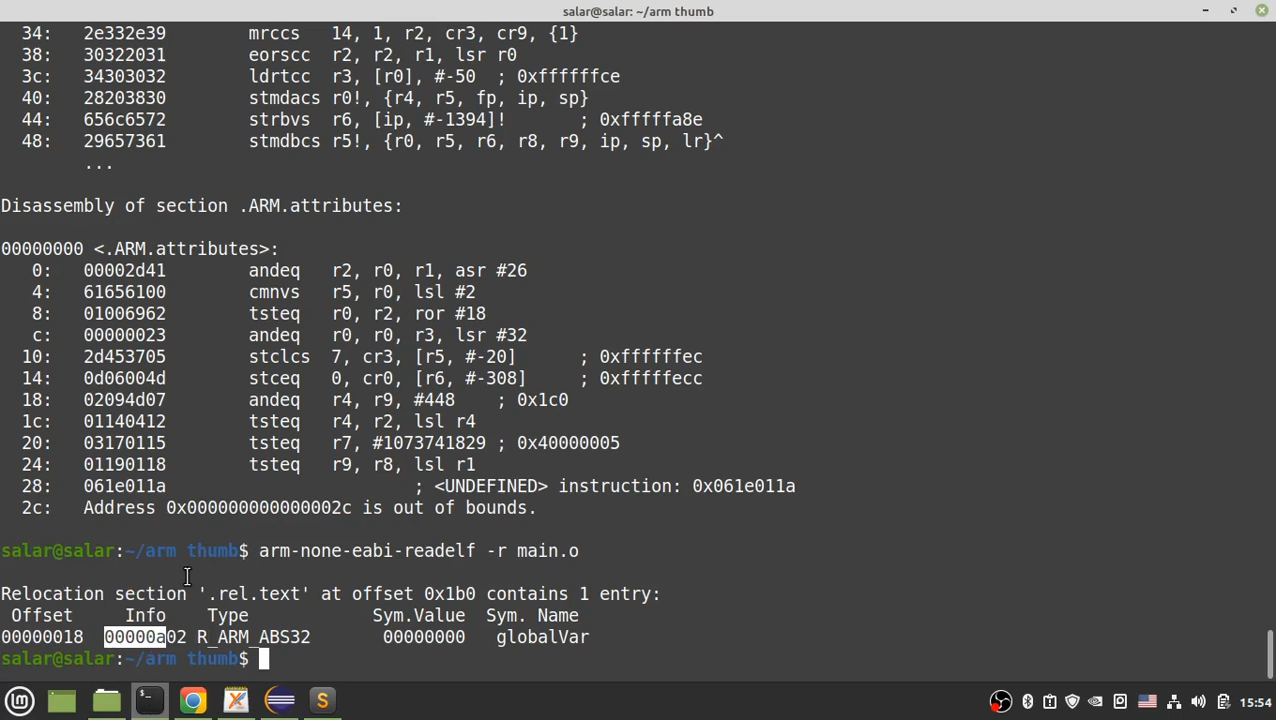 salar@salar: ~/arm thumb
34: 2e332e39 mrccs 14, 1, r2, cr3, cr9, {1}
38: 30322031 eorscc r2, r2, r1, lsr r0
3c: 34303032 ldrtcc r3, [r0], #-50 ; 0xffffffce
40: 28203830 stmdacs r0!, {r4, r5, fp, ip, sp}
44: 656c6572 strbvs r6, [ip, #-1394]! ; 0xfffffa8e
48: 29657361 stmdbcs r5!, {r0, r5, r6, r8, r9, ip, sp, lr}^
...
Disassembly of section .ARM.attributes:
00000000 <.ARM.attributes>:
0: 00002d41 andeq r2, r0, r1, asr #26
4: 61656100 cmnvs r5, r0, lsl #2
8: 01006962 tsteq r0, r2, ror #18
c: 00000023 andeq r0, r0, r3, lsr #32
10: 2d453705 stclcs 7, cr3, [r5, #-20] ; 0xffffffec
14: 0d06004d stceq 0, cr0, [r6, #-308] ; 0xfffffecc
18: 02094d07 andeq r4, r9, #448 ; 0x1c0
1c: 01140412 tsteq r4, r2, lsl r4
20: 03170115 tsteq r7, #1073741829 ; 0x40000005
24: 01190118 tsteq r9, r8, lsl r1
28: 061e011a ; <UNDEFINED> instruction: 0x061e011a
2c: Address 0x000000000000002c is out of bounds.
salar@salar:~/arm thumb$ arm-none-eabi-readelf -r main.o
Relocation section '.rel.text' at offset 0x1b0 contains 1 entry:
Offset Info Type Sym.Value Sym. Name
00000018 00000a02 R_ARM_ABS32 00000000 globalVar
salar@salar:~/arm thumb$
15:54